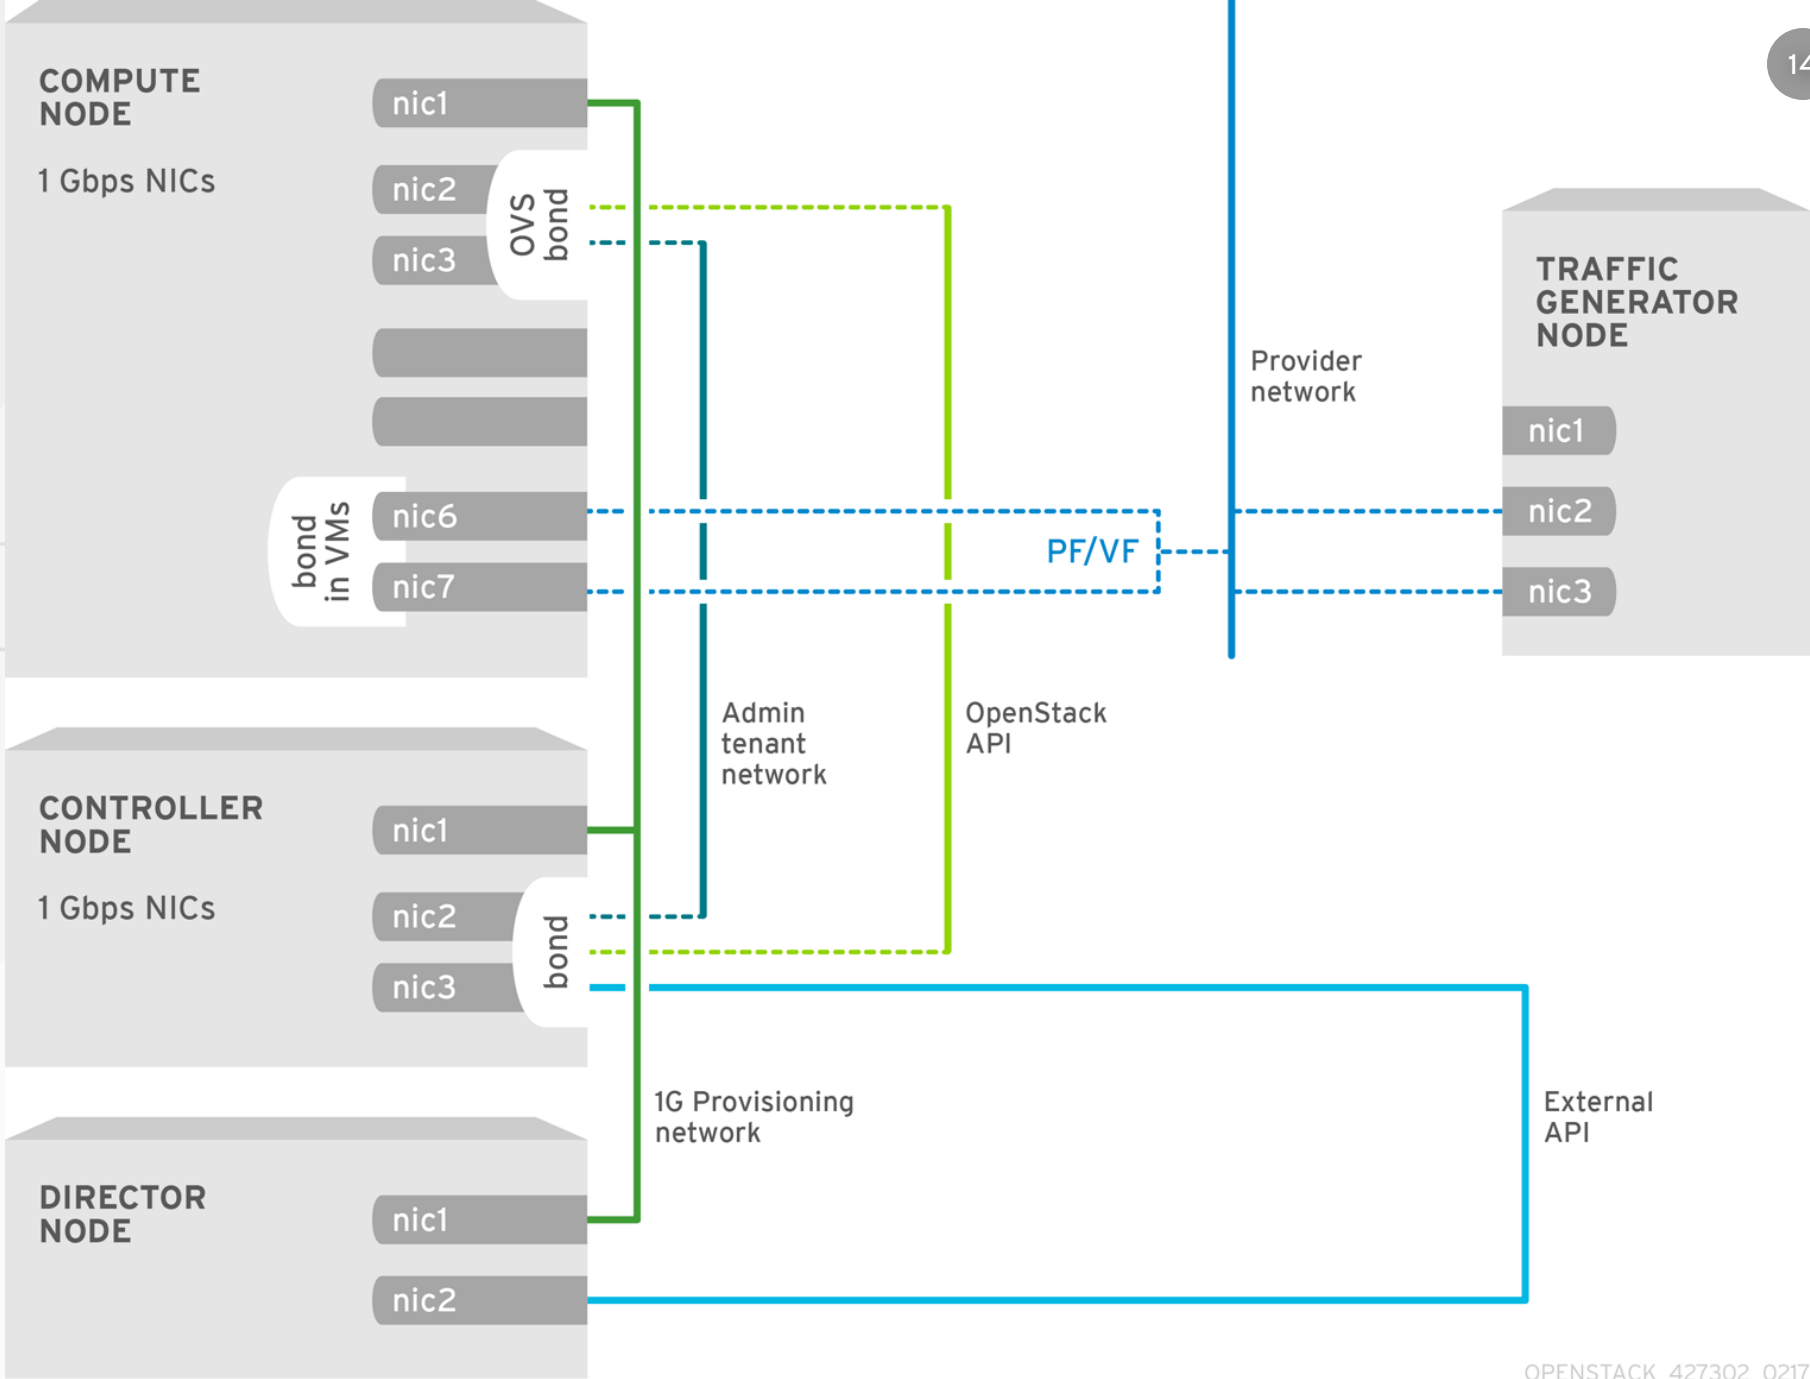 COMPUTE
NODE
1 Gbps NICs
nic1
nic2
nic3
OVS
bond
nic6
nic7
bond
in VMs
PF/VF
Provider
network
TRAFFIC
GENERATOR
NODE
nic1
nic2
nic3
14
Admin
tenant
network
OpenStack
API
CONTROLLER
NODE
1 Gbps NICs
nic1
nic2
nic3
bond
1G Provisioning
network
External
API
DIRECTOR
NODE
nic1
nic2
OPENSTACK_427302_0217